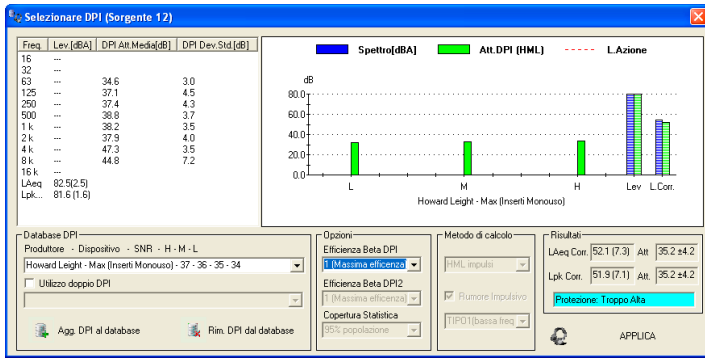 Selezionare DPI (Sorgente 12)
Freq. Lev.[dBA] DPI Att.Media[dB] DPI Dev.Std.[dB]
16 ---
32 ---
63 --- 34.6 3.0
125 --- 37.1 4.5
250 --- 37.4 4.3
500 --- 38.8 3.7
1 k --- 38.2 3.5
2 k --- 37.9 4.0
4 k --- 47.3 3.5
8 k --- 44.8 7.2
16 k ---
LAeq 82.5(2.5)
Lpk... 81.6 (1.6)
Spettro[dBA] Att.DPI (HML) ----- L.Azione
dB
80.0
60.0
40.0
20.0
0.0
L M H Lev L.Corr.
Howard Leight - Max (Inserti Monouso)
Database DPI
Produttore - Dispositivo - SNR - H - M - L
Howard Leight - Max (Inserti Monouso) - 37 - 36 - 35 - 34
Utilizzo doppio DPI
Agg. DPI al database
Rim. DPI dal database
Opzioni
Efficienza Beta DPI
1 (Massima efficenza)
Efficienza Beta DPI2
1 (Massima efficenza)
Copertura Statistica
95% popolazione
Metodo di calcolo
HML impulsi
Rumore Impulsivo
TIPO1(bassa freq
Risultati
LAeq Corr. 52.1 (7.3) Att 35.2 ±4.2
Lpk Corr. 51.9 (7.1) Att. 35.2 ±4.2
Protezione: Troppo Alta
APPLICA